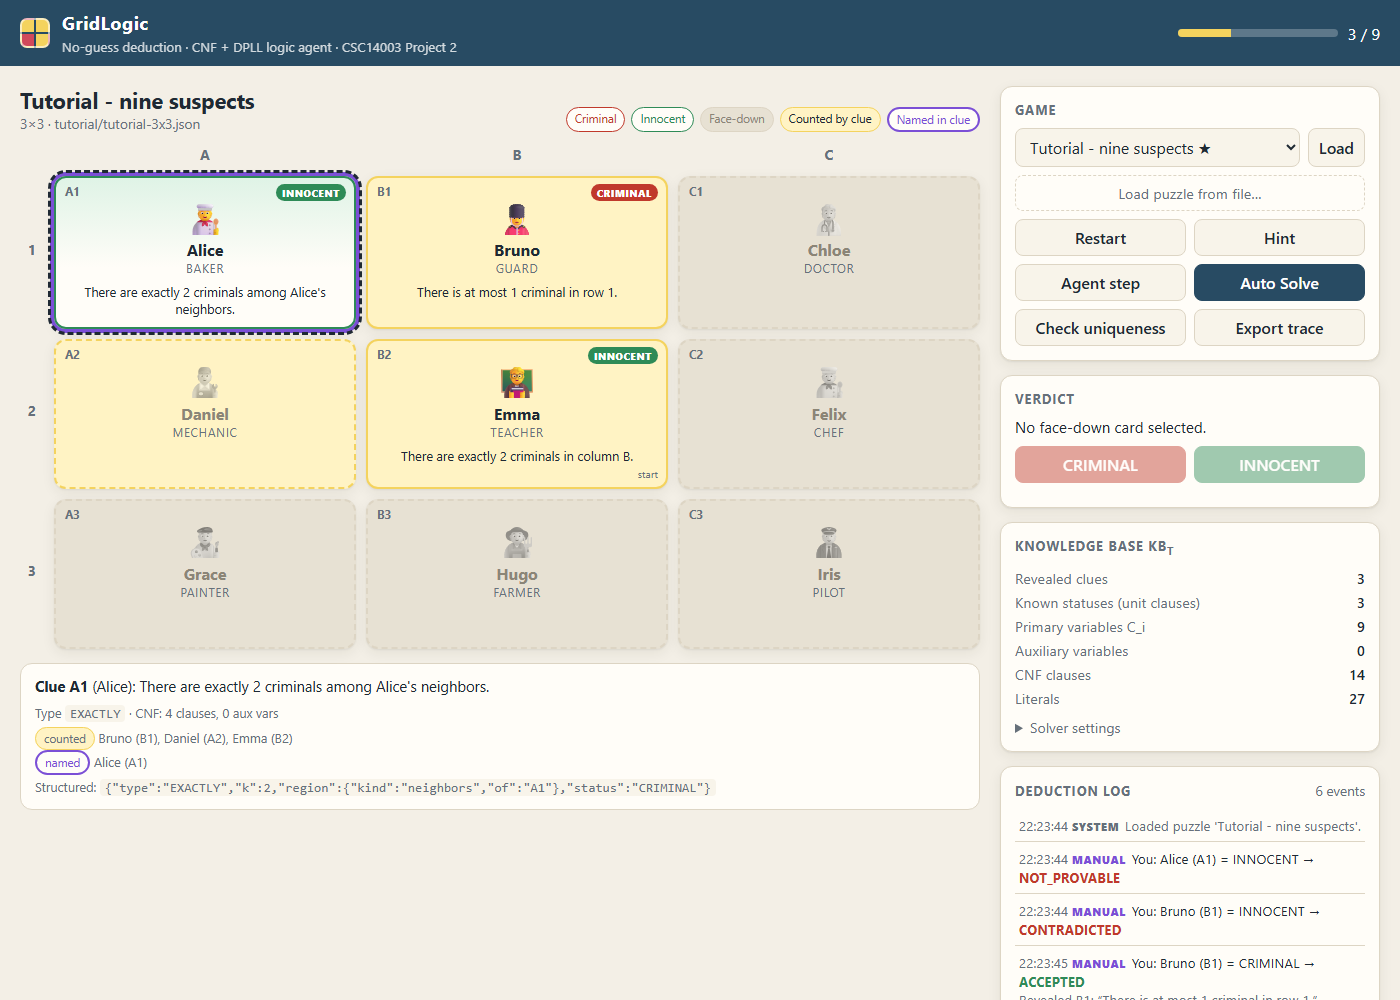 GridLogic
No-guess deduction · CNF + DPLL logic agent · CSC14003 Project 2
3 / 9
Tutorial - nine suspects
3×3 · tutorial/tutorial-3x3.json
Criminal
Innocent
Face-down
Counted by clue
Named in clue
A
B
C
1
A1
INNOCENT
Alice
BAKER
There are exactly 2 criminals among Alice's
neighbors.
B1
CRIMINAL
Bruno
GUARD
There is at most 1 criminal in row 1.
C1
Chloe
DOCTOR
2
A2
Daniel
MECHANIC
B2
INNOCENT
Emma
TEACHER
There are exactly 2 criminals in column B.
start
C2
Felix
CHEF
3
A3
Grace
PAINTER
B3
Hugo
FARMER
C3
Iris
PILOT
Clue A1 (Alice): There are exactly 2 criminals among Alice's neighbors.
Type EXACTLY · CNF: 4 clauses, 0 aux vars
counted Bruno (B1), Daniel (A2), Emma (B2)
named Alice (A1)
Structured: {"type":"EXACTLY","k":2,"region":{"kind":"neighbors","of":"A1"},"status":"CRIMINAL"}
GAME
Tutorial - nine suspects ★
Load
Load puzzle from file...
Restart
Hint
Agent step
Auto Solve
Check uniqueness
Export trace
VERDICT
No face-down card selected.
CRIMINAL
INNOCENT
KNOWLEDGE BASE KBT
Revealed clues 3
Known statuses (unit clauses) 3
Primary variables C_i 9
Auxiliary variables 0
CNF clauses 14
Literals 27
▶ Solver settings
DEDUCTION LOG
6 events
22:23:44 SYSTEM Loaded puzzle 'Tutorial - nine suspects'.
22:23:44 MANUAL You: Alice (A1) = INNOCENT →
NOT_PROVABLE
22:23:44 MANUAL You: Bruno (B1) = INNOCENT →
CONTRADICTED
22:23:45 MANUAL You: Bruno (B1) = CRIMINAL →
ACCEPTED
Revealed B1: "There is at most 1 criminal in row 1."